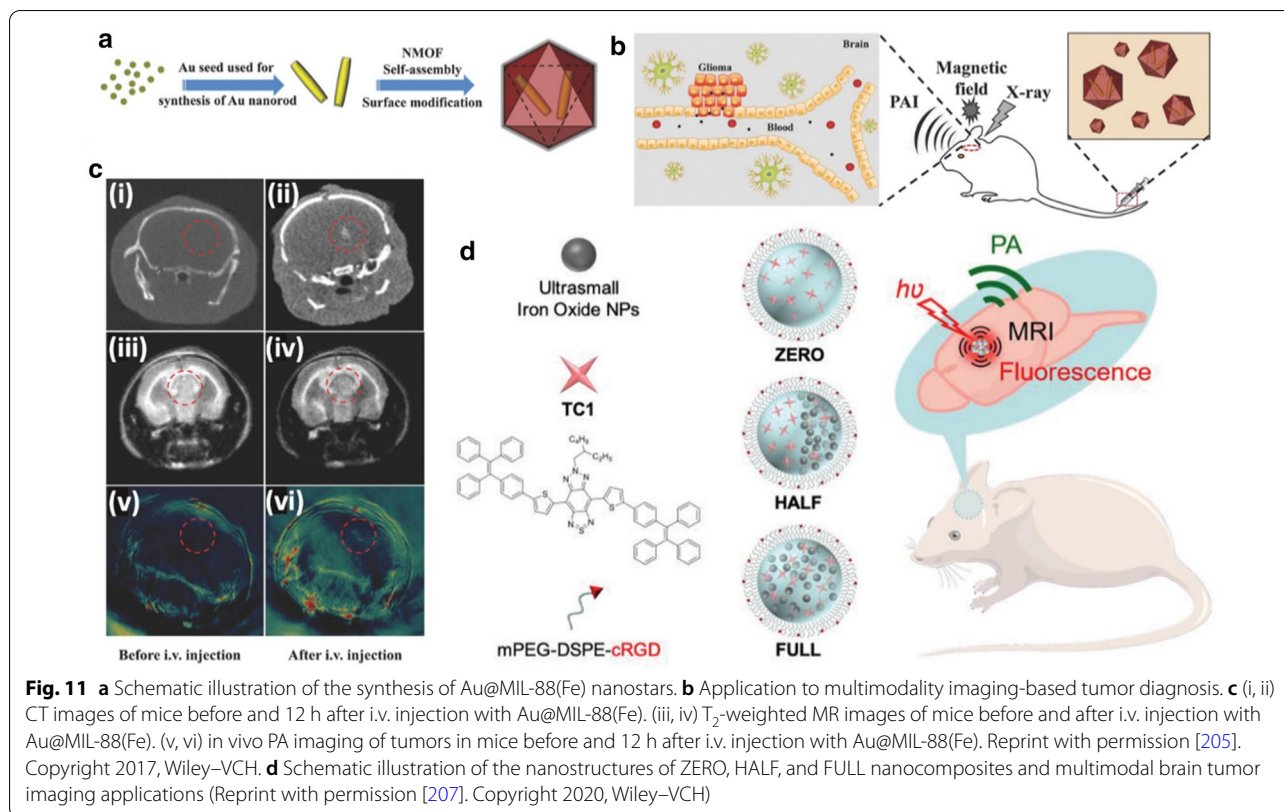 a
Au seed used for
synthesis of Au nanorod
NMOF
Self-assembly
Surface modification
b
Brain
Glioma
Blood
PAI
Magnetic
field
X-ray
c
(i)
(ii)
(iii)
(iv)
(v)
(vi)
Before i.v. injection
After i.v. injection
d
Ultrasmall
Iron Oxide NPs
TC1
C₄H₉
C₂H₅
N
N
N
N
N
S
S
S
mPEG-DSPE-cRGD
ZERO
HALF
FULL
PA
hυ
MRI
Fluorescence
Fig. 11 a Schematic illustration of the synthesis of Au@MIL-88(Fe) nanostars. b Application to multimodality imaging-based tumor diagnosis. c (i, ii)
CT images of mice before and 12 h after i.v. injection with Au@MIL-88(Fe). (iii, iv) T₂-weighted MR images of mice before and after i.v. injection with
Au@MIL-88(Fe). (v, vi) in vivo PA imaging of tumors in mice before and 12 h after i.v. injection with Au@MIL-88(Fe). Reprint with permission [205].
Copyright 2017, Wiley–VCH. d Schematic illustration of the nanostructures of ZERO, HALF, and FULL nanocomposites and multimodal brain tumor
imaging applications (Reprint with permission [207]. Copyright 2020, Wiley–VCH)